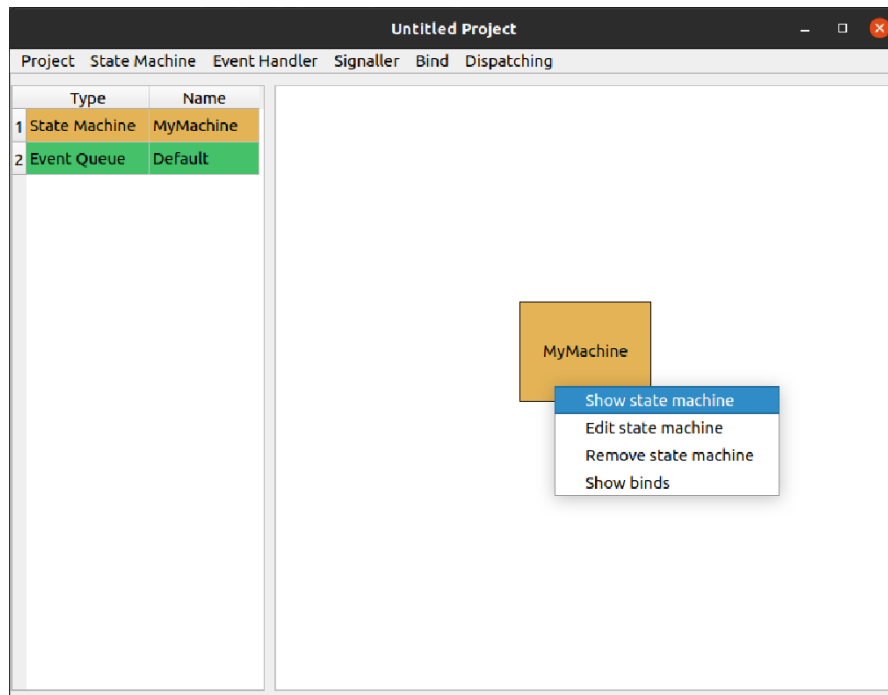 Untitled Project
Project State Machine Event Handler Signaller Bind Dispatching
Type Name
1 State Machine MyMachine
2 Event Queue Default
MyMachine
Show state machine
Edit state machine
Remove state machine
Show binds